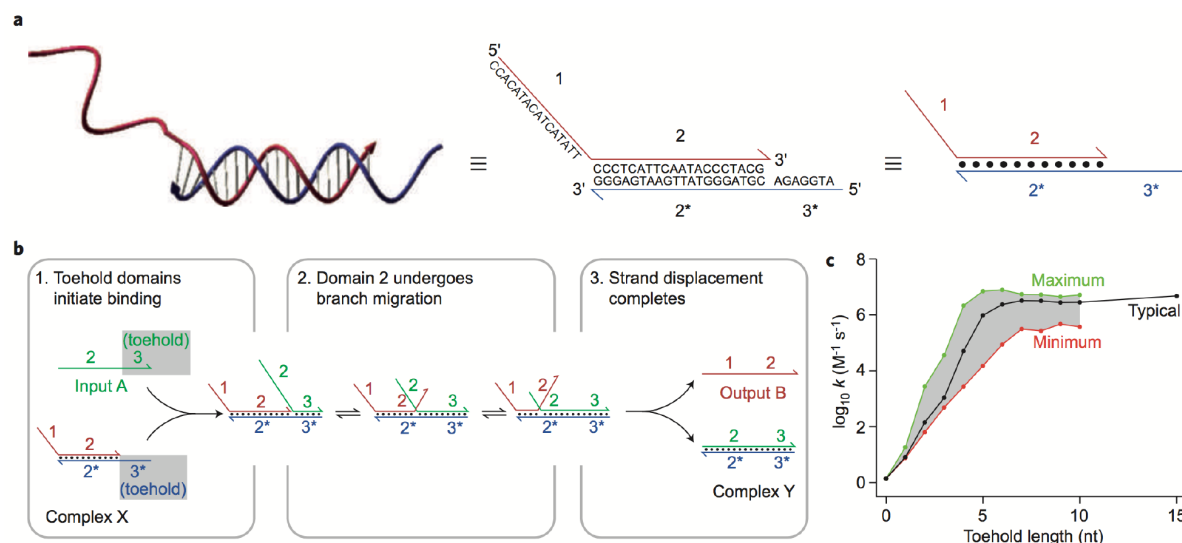 a
5'
CCACATACATCATATT
1
2
CCCTCATTCAATACCCTACG
3'
3'
GGGAGTAAGTTATGGGATGC AGAGGTA
5'
2*
3*
≡
≡
1
2
2*
3*
b
1. Toehold domains
initiate binding
(toehold)
2
3
Input A
1
2
2*
3*
(toehold)
Complex X
2. Domain 2 undergoes
branch migration
1
2
2
3
2*
3*
1
2
2
3
2*
3*
1
2
2
3
2*
3*
3. Strand displacement
completes
1
2
Output B
2
3
2*
3*
Complex Y
c
8
6
4
2
0
log₁₀ k (M⁻¹ s⁻¹)
Maximum
Typical
Minimum
0
5
10
15
Toehold length (nt)